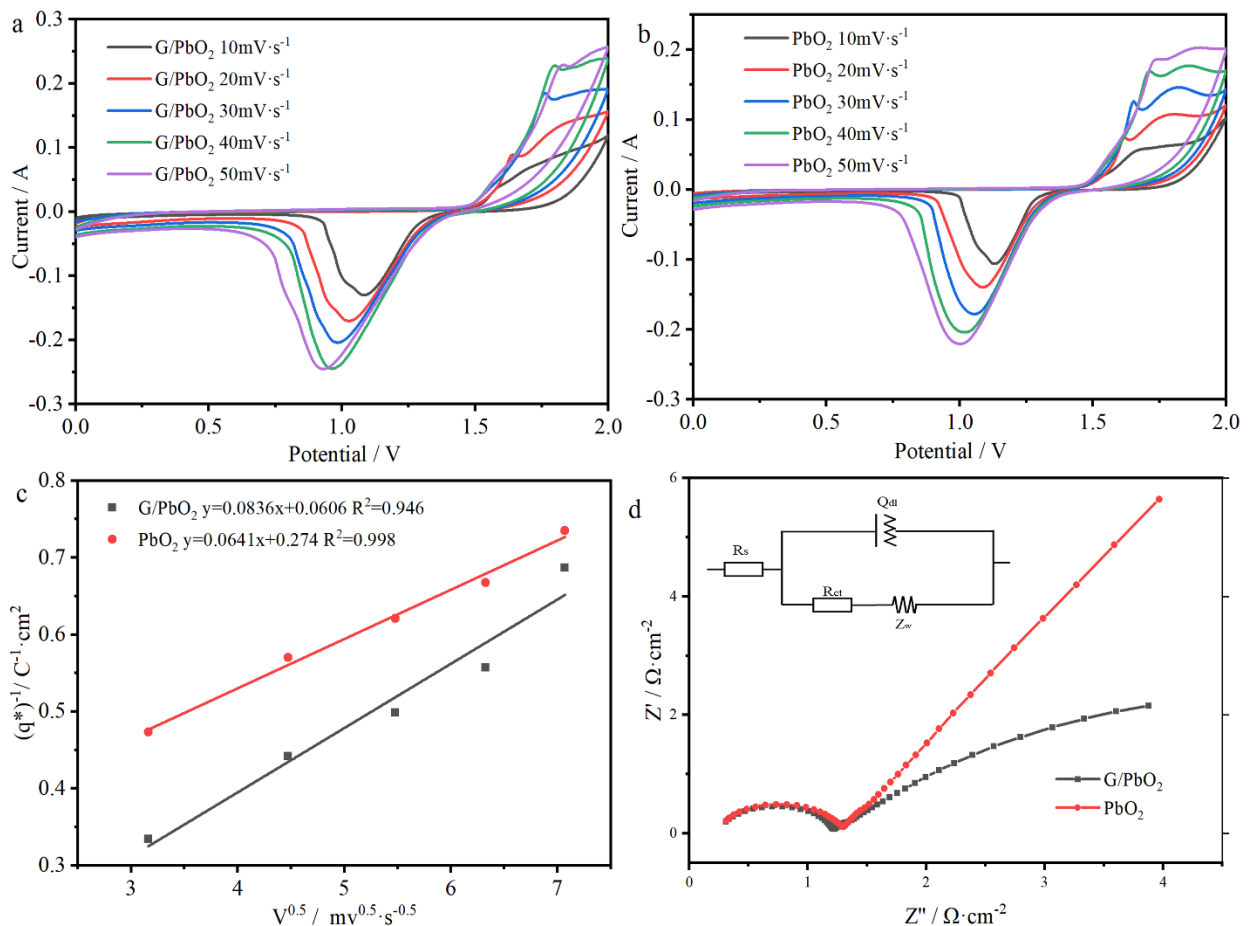 a
G/PbO₂ 10mV·s⁻¹
G/PbO₂ 20mV·s⁻¹
G/PbO₂ 30mV·s⁻¹
G/PbO₂ 40mV·s⁻¹
G/PbO₂ 50mV·s⁻¹
0.3
0.2
0.1
0.0
-0.1
-0.2
-0.3
Current / A
0.0 0.5 1.0 1.5 2.0
Potential / V
b
PbO₂ 10mV·s⁻¹
PbO₂ 20mV·s⁻¹
PbO₂ 30mV·s⁻¹
PbO₂ 40mV·s⁻¹
PbO₂ 50mV·s⁻¹
0.2
0.1
0.0
-0.1
-0.2
-0.3
Current / A
0.0 0.5 1.0 1.5 2.0
Potential / V
c
G/PbO₂ y=0.0836x+0.0606 R²=0.946
PbO₂ y=0.0641x+0.274 R²=0.998
0.8
0.7
0.6
0.5
0.4
0.3
(q*)⁻¹/ C⁻¹·cm²
3 4 5 6 7
V⁰·⁵ / mv⁰·⁵·s⁻⁰·⁵
d
Qdl
Rs
Rct
Zw
G/PbO₂
PbO₂
6
4
2
0
Z' / Ω·cm⁻²
0 1 2 3 4
Z'' / Ω·cm⁻²